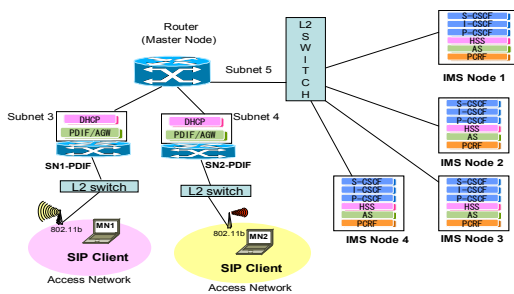 Router
(Master Node)
Subnet 5
L2
SWITCH
S-CSCF
I-CSCF
P-CSCF
HSS
AS
PCRF
IMS Node 1
S-CSCF
I-CSCF
P-CSCF
HSS
AS
PCRF
IMS Node 2
S-CSCF
I-CSCF
P-CSCF
HSS
AS
PCRF
IMS Node 3
S-CSCF
I-CSCF
P-CSCF
HSS
AS
PCRF
IMS Node 4
Subnet 3
DHCP
PDIF/AGW
SN1-PDIF
L2 switch
802.11b
MN1
SIP Client
Access Network
Subnet 4
DHCP
PDIF/AGW
SN2-PDIF
L2 switch
802.11b
MN2
SIP Client
Access Network